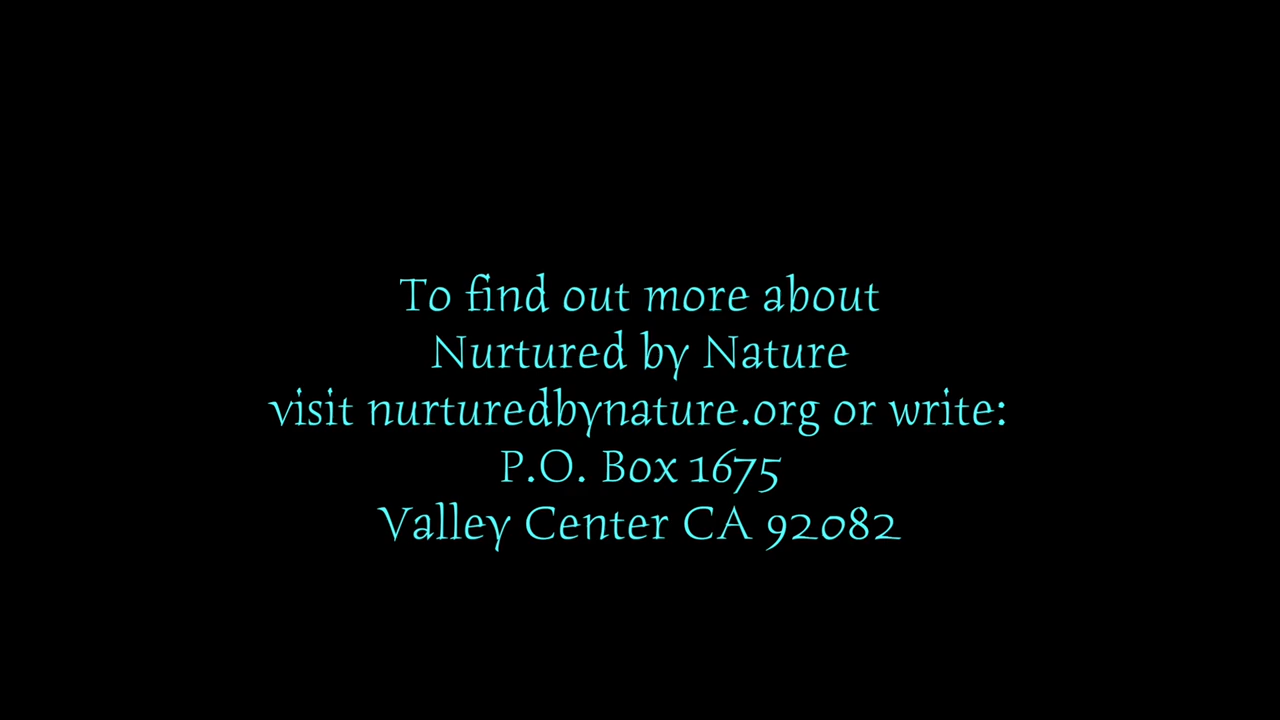 To find out more about
Nurtured by Nature
visit nurturedbynature.org or write:
P.O. Box 1675
Valley Center CA 92082